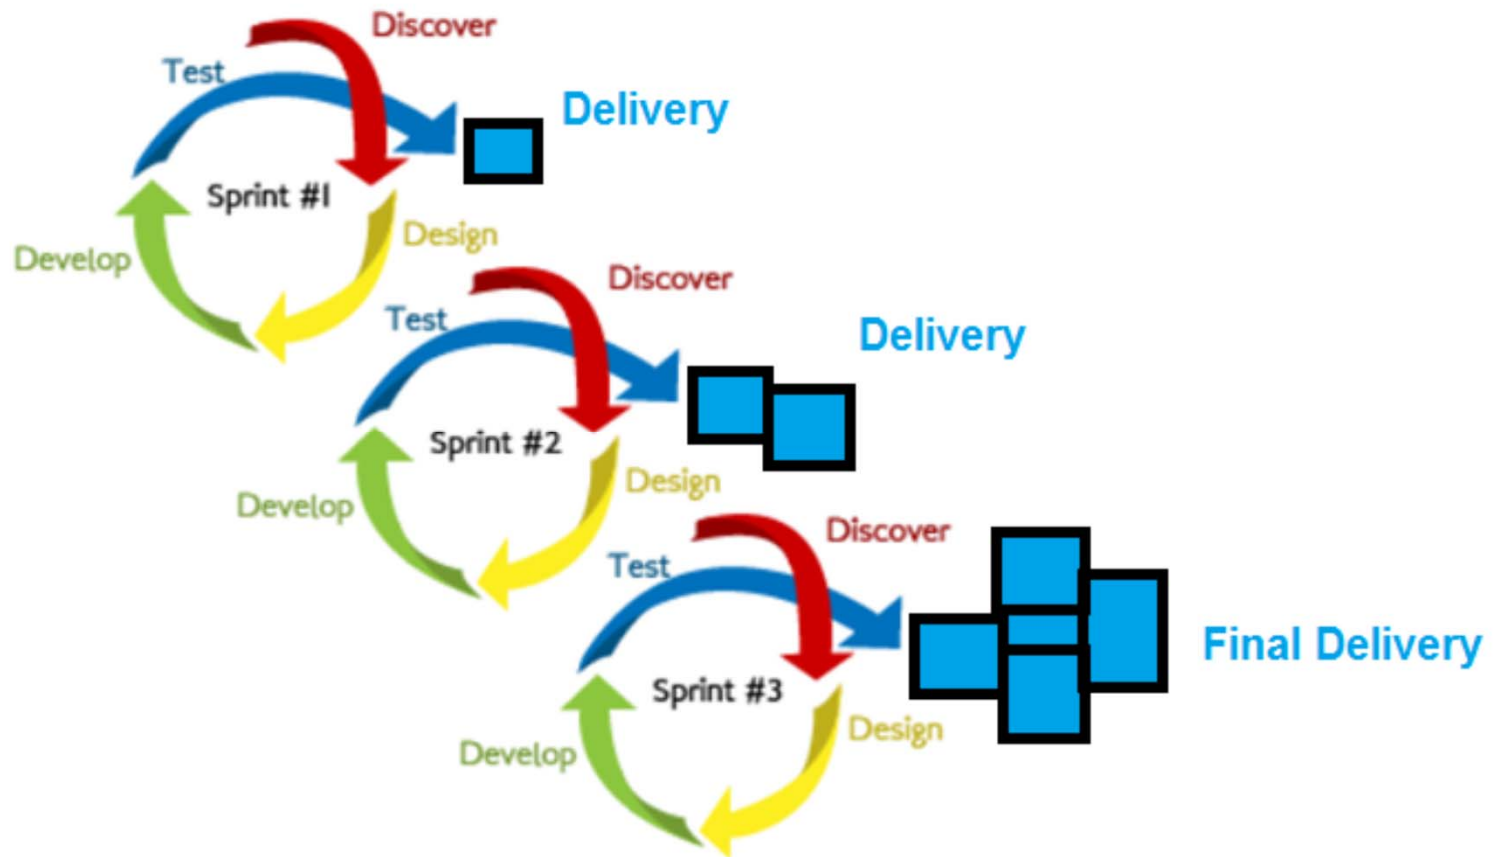 Discover
Test
Delivery
Sprint #1
Design
Develop
Discover
Test
Delivery
Sprint #2
Design
Develop
Discover
Test
Final Delivery
Sprint #3
Design
Develop